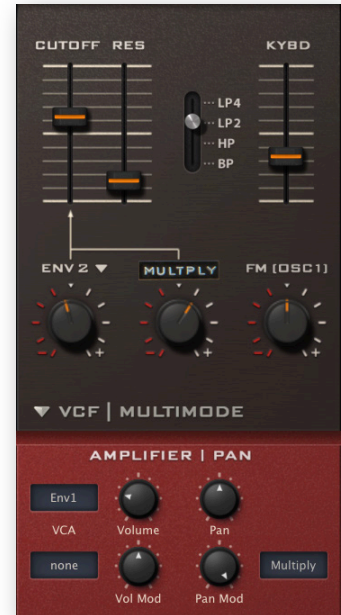 CUTOFF RES KYBD
LP4
LP2
HP
BP
ENV 2 MULTPLY FM (OSC1)
- + - + - +
VCF | MULTIMODE
AMPLIFIER | PAN
Env1
VCA Volume Pan
none Multiply
Vol Mod Pan Mod